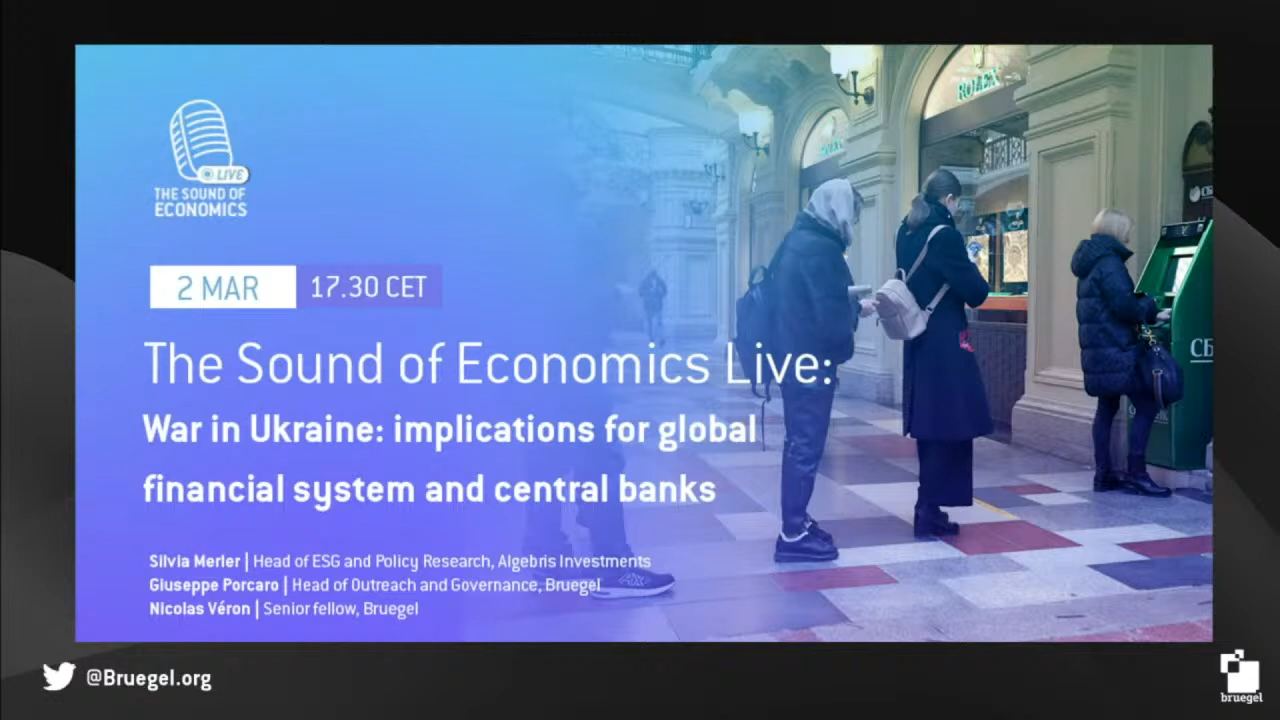 LIVE
THE SOUND OF
ECONOMICS
2 MAR 17.30 CET
The Sound of Economics Live:
War in Ukraine: implications for global
financial system and central banks
Silvia Merler | Head of ESG and Policy Research, Algebris Investments
Giuseppe Porcaro | Head of Outreach and Governance, Bruegel
Nicolas Véron | Senior fellow, Bruegel
ROLEX
СБ
СБ
@Bruegel.org
bruegel